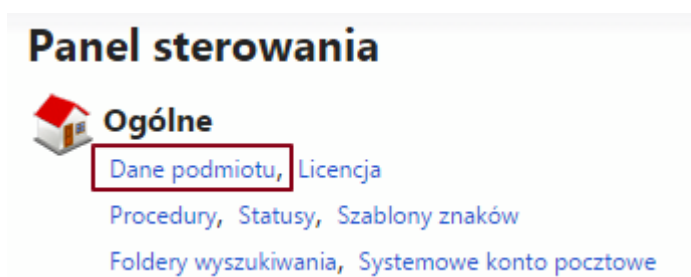 Panel sterowania
Ogólne
Dane podmiotu, Licencja
Procedury, Statusy, Szablony znaków
Foldery wyszukiwania, Systemowe konto pocztowe